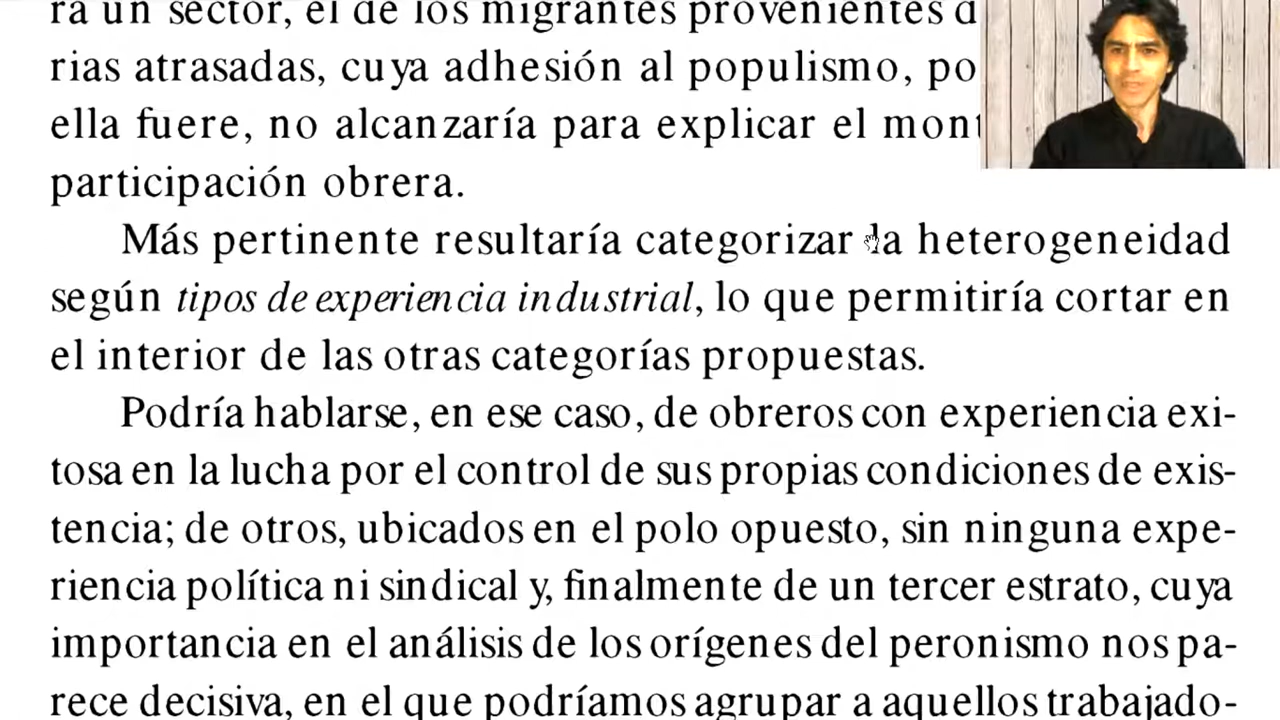 ra un sector, el de los migrantes provenientes d
rias atrasadas, cuya adhesión al populismo, po
ella fuere, no alcanzaría para explicar el mont
participación obrera.
Más pertinente resultaría categorizar la heterogeneidad
según tipos de experiencia industrial, lo que permitiría cortar en
el interior de las otras categorías propuestas.
Podría hablarse, en ese caso, de obreros con experiencia exi-
tosa en la lucha por el control de sus propias condiciones de exis-
tencia; de otros, ubicados en el polo opuesto, sin ninguna expe-
riencia política ni sindical y, finalmente de un tercer estrato, cuya
importancia en el análisis de los orígenes del peronismo nos pa-
rece decisiva, en el que podríamos agrupar a aquellos trabajado-